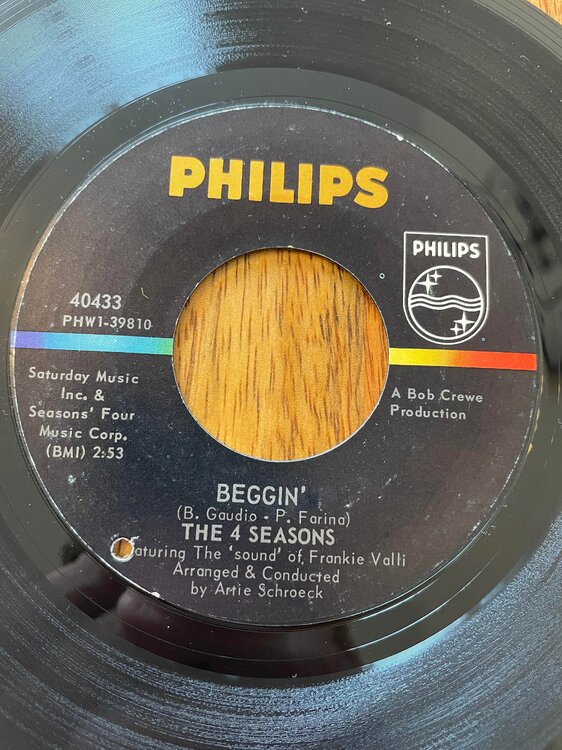 PHILIPS
PHILIPS
40433
PHW1-39810
Saturday Music
Inc. &
Seasons' Four
Music Corp.
(BMI) 2:53
A Bob Crewe
Production
BEGGIN'
(B. Gaudio - P. Farina)
THE 4 SEASONS
aturing The 'sound' of Frankie Valli
Arranged & Conducted
by Artie Schroeck